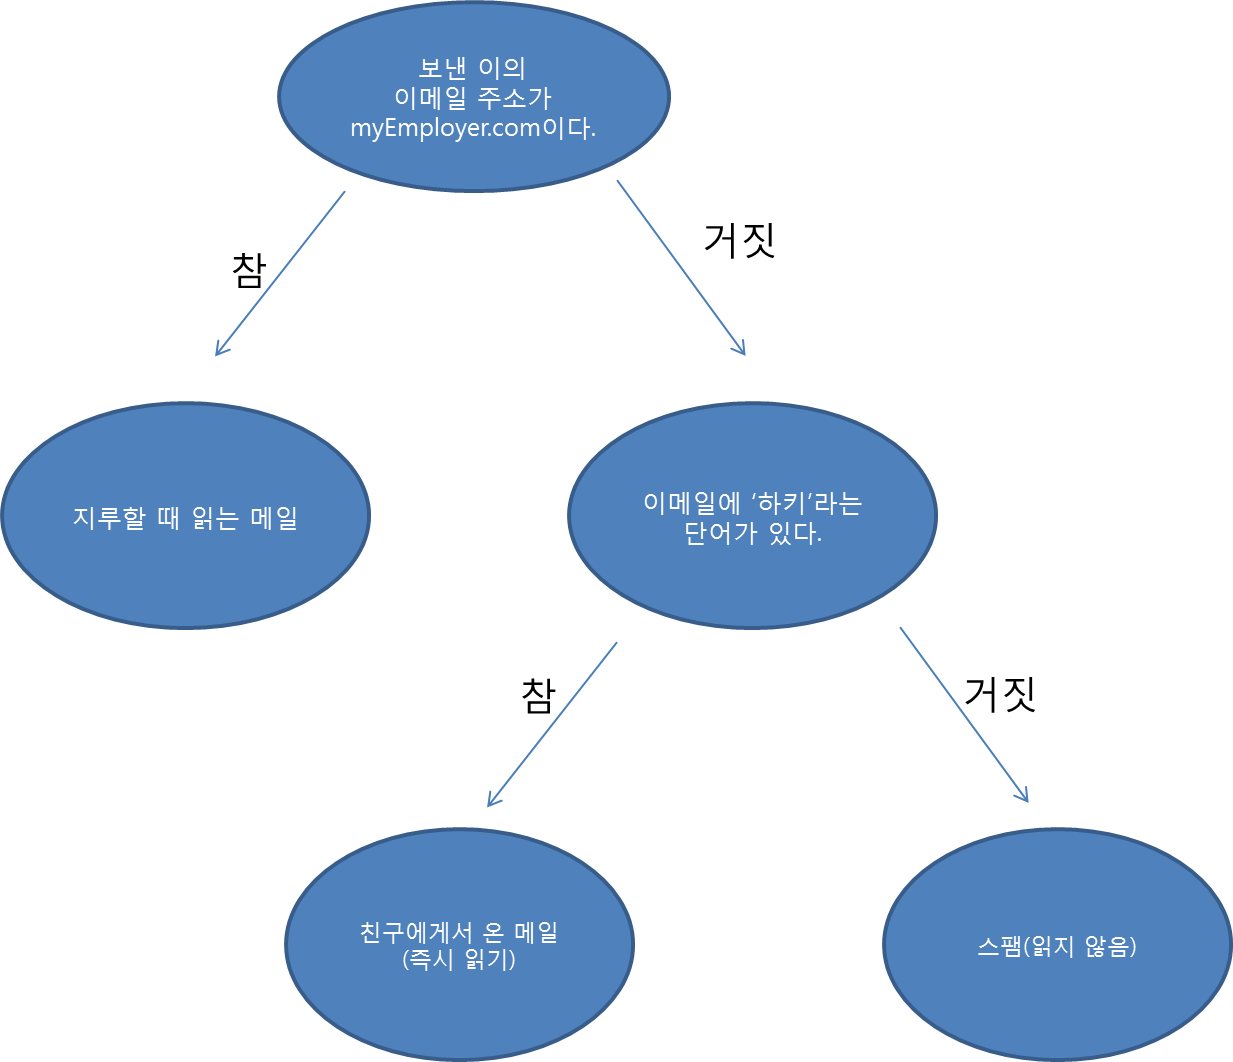 보낸 이의
이메일 주소가
myEmployer.com이다.
참
거짓
지루할 때 읽는 메일
이메일에 ‘하키’라는
단어가 있다.
참
거짓
친구에게서 온 메일
(즉시 읽기)
스팸(읽지 않음)